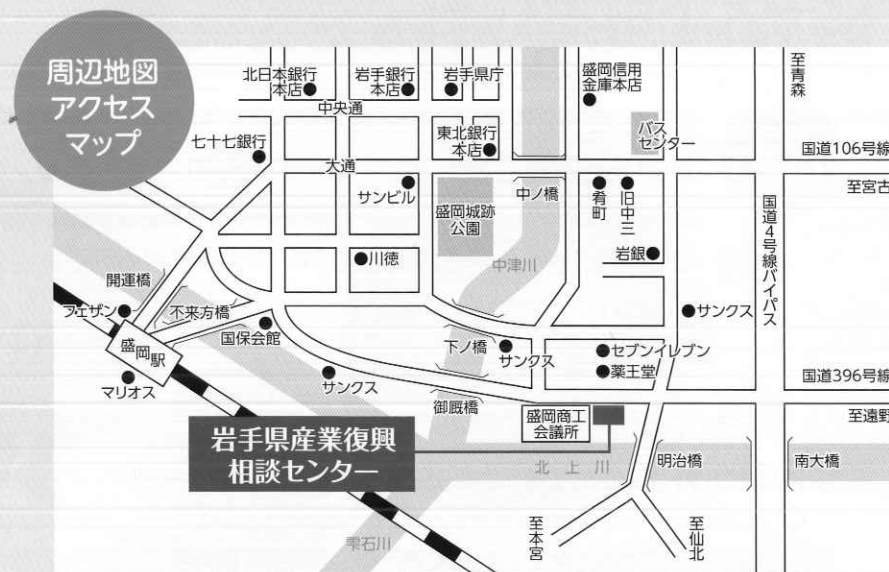 周辺地図
アクセス
マップ
北日本銀行
本店
岩手銀行
本店
岩手県庁
盛岡信用
金庫本店
至青森
中央通
七十七銀行
東北銀行
本店
バス
センター
国道106号線
大通
至宮古
サンビル
盛岡城跡
公園
中ノ橋
肴町
旧中三
国道4号線バイパス
川徳
中津川
岩銀
開運橋
フェザン
不来方橋
サンクス
盛岡駅
国保会館
下ノ橋
サンクス
セブンイレブン
薬王堂
マリオス
サンクス
国道396号線
御厩橋
盛岡商工
会議所
至遠野
岩手県産業復興
相談センター
北上川
明治橋
南大橋
雫石川
至本宮
至仙北